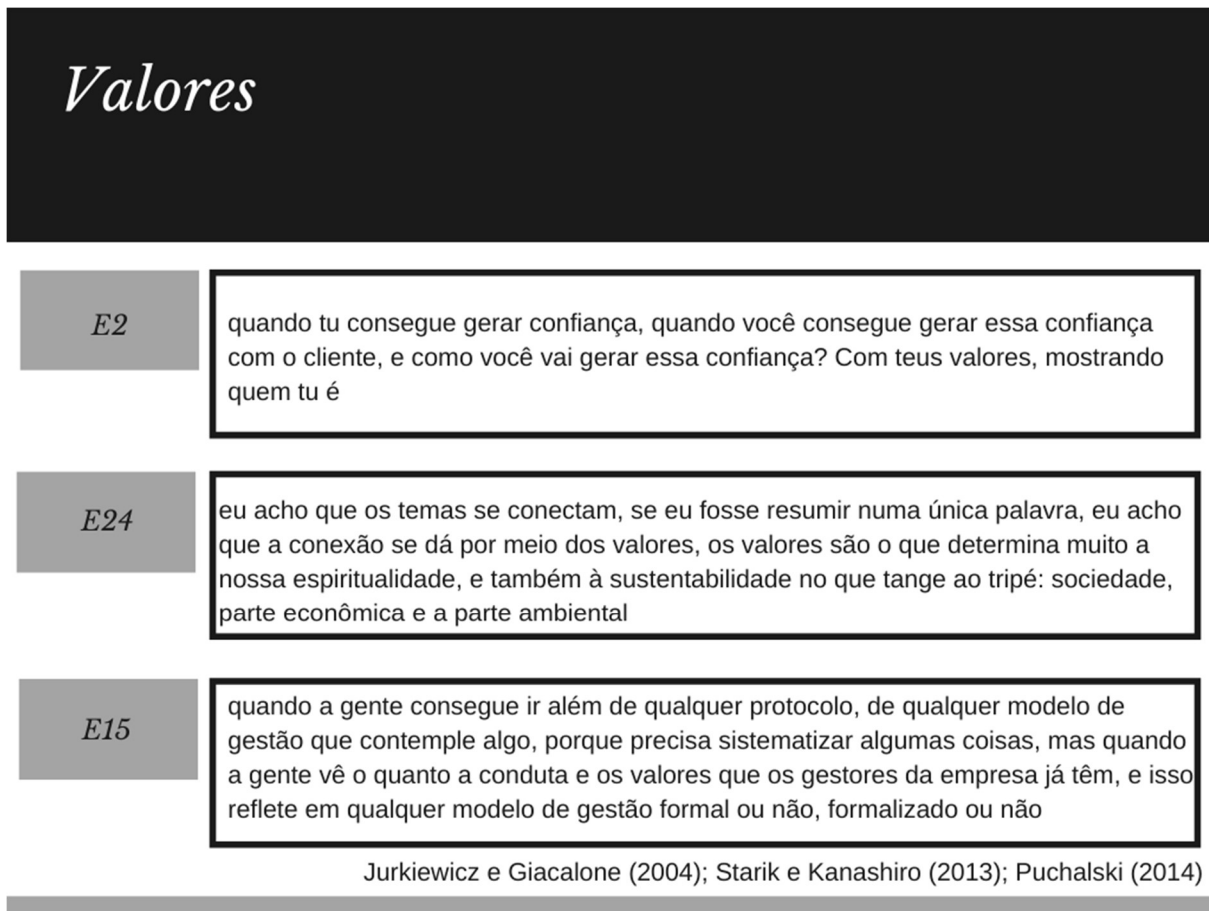 Valores
E2
quando tu consegue gerar confiança, quando você consegue gerar essa confiança
com o cliente, e como você vai gerar essa confiança? Com teus valores, mostrando
quem tu é
E24
eu acho que os temas se conectam, se eu fosse resumir numa única palavra, eu acho
que a conexão se dá por meio dos valores, os valores são o que determina muito a
nossa espiritualidade, e também à sustentabilidade no que tange ao tripé: sociedade,
parte econômica e a parte ambiental
E15
quando a gente consegue ir além de qualquer protocolo, de qualquer modelo de
gestão que contemple algo, porque precisa sistematizar algumas coisas, mas quando
a gente vê o quanto a conduta e os valores que os gestores da empresa já têm, e isso
reflete em qualquer modelo de gestão formal ou não, formalizado ou não
Jurkiewicz e Giacalone (2004); Starik e Kanashiro (2013); Puchalski (2014)